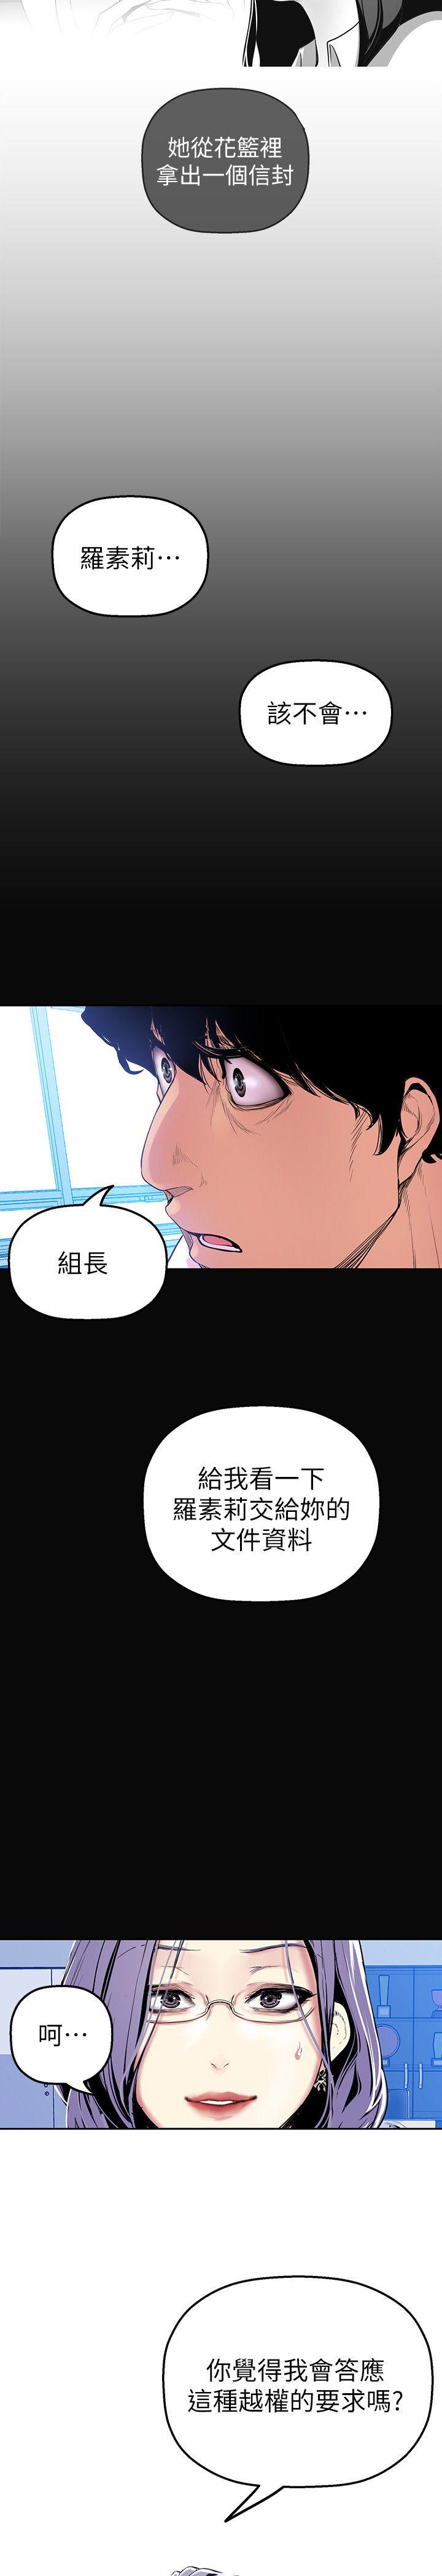 她從花籃裡
拿出一個信封
羅素莉⋯
該不會⋯
組長
給我看一下
羅素莉交給妳的
文件資料
呵⋯
你覺得我會答應
這種越權的要求嗎?